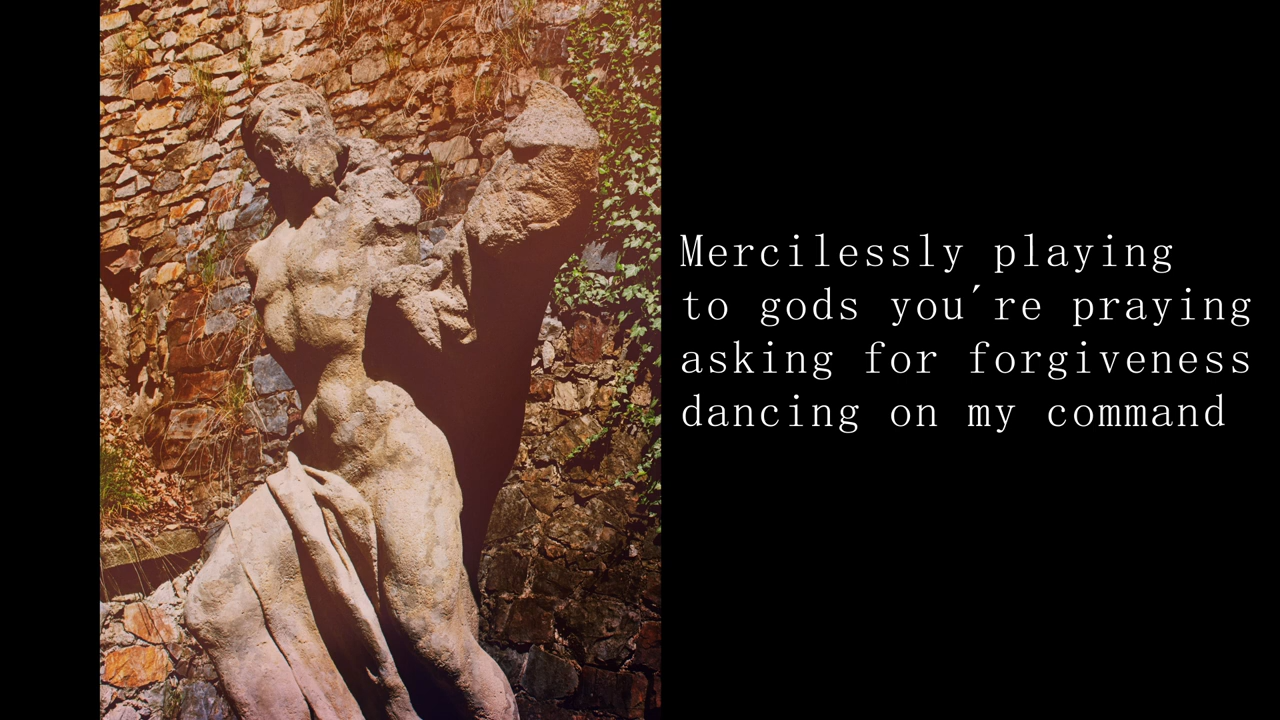 Mercilessly playing
to gods you´re praying
asking for forgiveness
dancing on my command